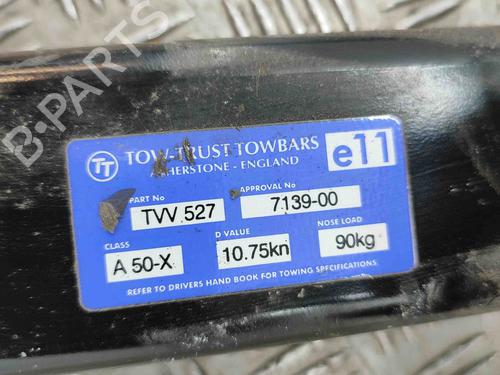 B-PARTS
TT TOW-TRUST TOWBARS
ATHERSTONE - ENGLAND
e11
PART No APPROVAL No
TVV 527 7139-00
CLASS D VALUE NOSE LOAD
A 50-X 10.75kn 90kg
REFER TO DRIVERS HAND BOOK FOR TOWING SPECIFICATIONS.